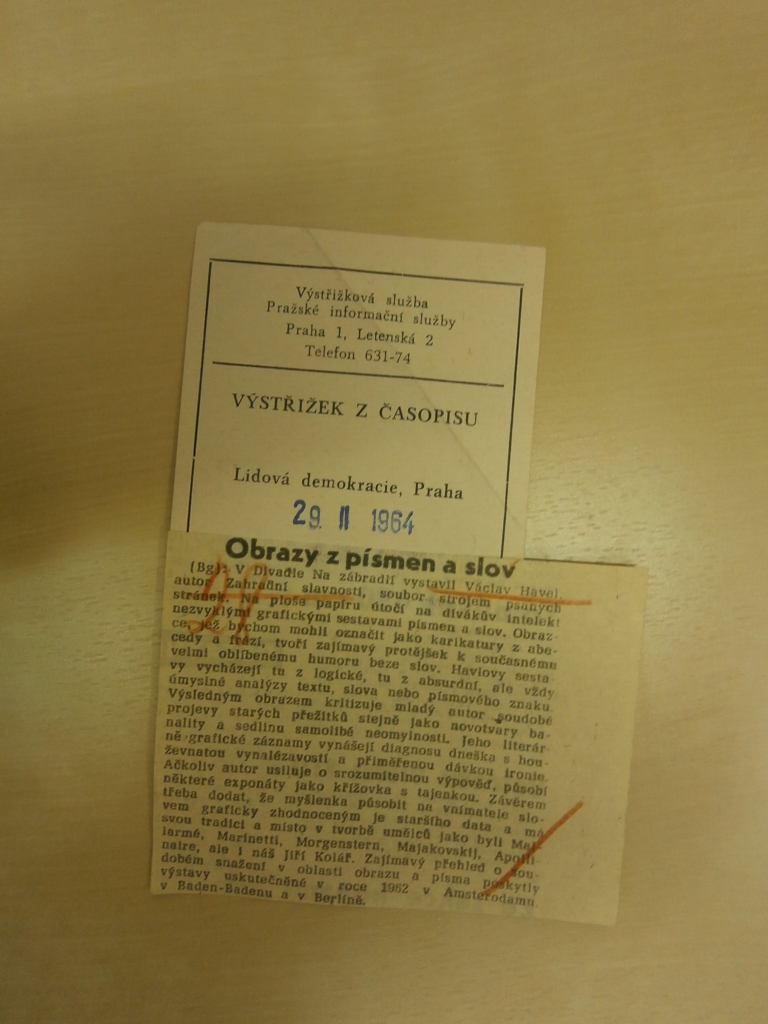 Výstřižková služba
Pražské informační služby
Praha 1, Letenská 2
Telefon 631-74
VÝSTŘIŽEK Z ČASOPISU
Lidová demokracie, Praha
29 II 1964
Obrazy z písmen a slov
(Bg): V Divadle Na zábradlí vystavil Václav Havel,
autor Zahradní slavnosti, soubor strojem psaných
stránek. Na ploše papíru útočí na divákův intelekt
nezvyklými grafickými sestavami písmen a slov. Obraz-
ce, jež bychom mohli označit jako karikatury z abe-
cedy a frází, tvoří zajímavý protějšek k současnému
velmi oblíbenému humoru beze slov. Havlovy sesta-
vy vycházejí tu z logické, tu z absurdní, ale vždy
úmyslné analýzy textu, slova nebo písmového znaku.
Výsledným obrazem kritizuje mladý autor soudobé
projevy starých přežitků stejně jako novotvary ba-
nality a sedlinu samolibé neomylnosti. Jeho literár-
ně-grafické záznamy vynášejí diagnosu dneška s hou-
ževnatou vynalézavostí a přiměřenou dávkou ironie.
Ačkoliv autor usiluje o srozumitelnou výpověď, působí
některé exponáty jako křížovka s tajenkou. Závěrem
třeba dodat, že myšlenka působit na vnímatele slo-
vem graficky zhodnoceným je staršího data a má
svou tradici a místo v tvorbě umělců jako byli Mal-
larmé, Marinetti, Morgenstern, Majakovskij, Apolli-
naire, ale i náš Jiří Kolář. Zajímavý přehled o sou-
dobém snažení v oblasti obrazu a písma poskytly
výstavy uskutečněné v roce 1962 v Amsterodamu,
v Baden-Badenu a v Berlíně.